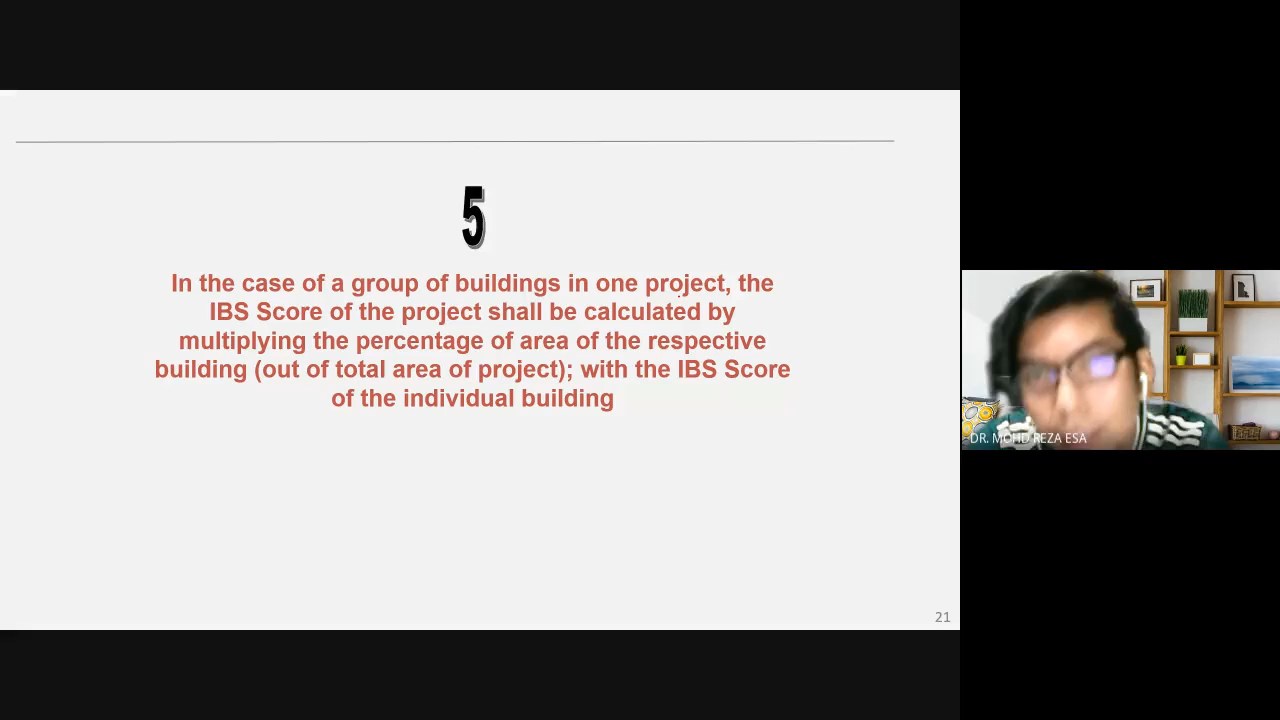 5
In the case of a group of buildings in one project, the
IBS Score of the project shall be calculated by
multiplying the percentage of area of the respective
building (out of total area of project); with the IBS Score
of the individual building
21
DR. MOHD REZA ESA